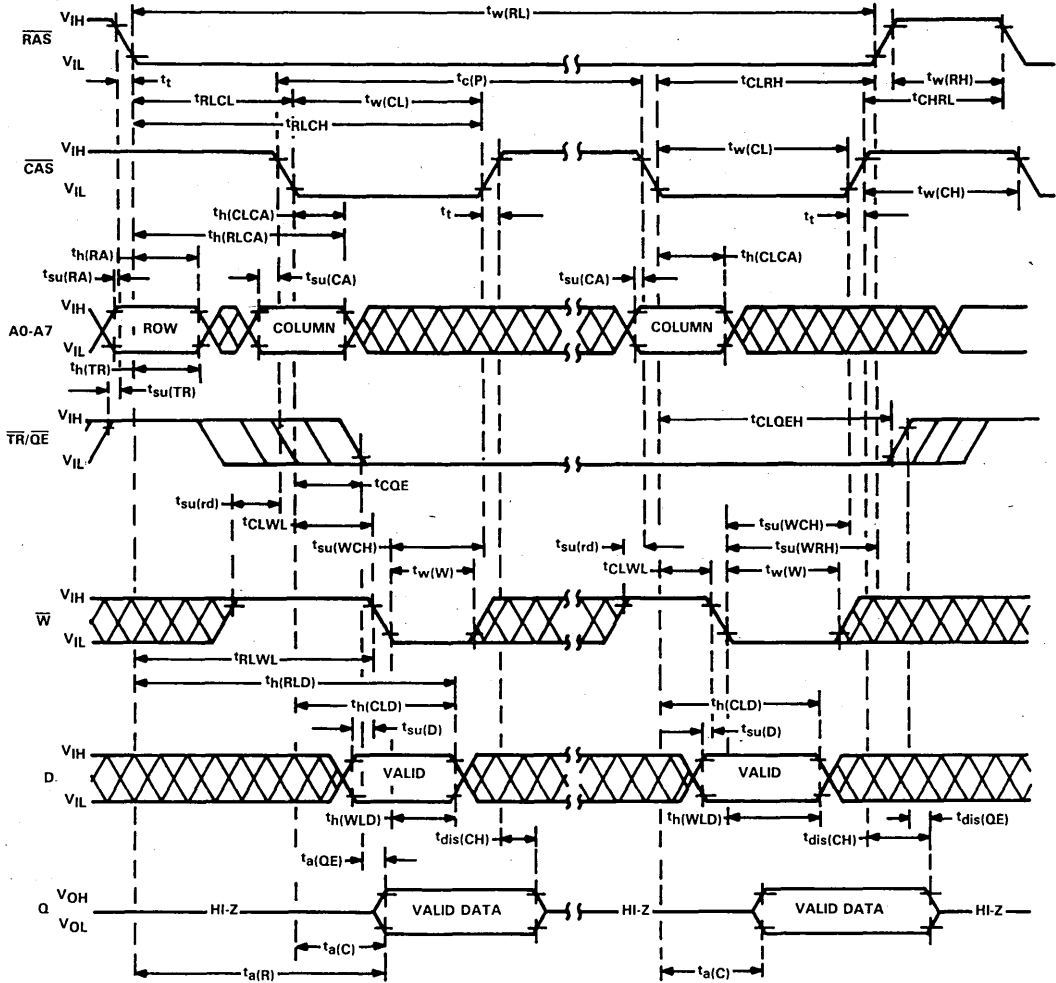 VIH
RAS
VIL
tw(RL)
tt
tc(P)
tCLRH
tw(RH)
tRLCL
tw(CL)
tCHRL
tRLCH
VIH
CAS
VIL
tw(CL)
tw(CH)
th(CLCA)
tt
tt
th(RLCA)
th(RA)
th(CLCA)
tsu(RA)
tsu(CA)
tsu(CA)
VIH
A0-A7
VIL
ROW
COLUMN
COLUMN
th(TR)
tsu(TR)
VIH
TR/QE
VIL
tCLQEH
tCQE
tsu(rd)
tCLWL
tsu(WCH)
tsu(WCH)
tsu(rd)
tsu(WRH)
tCLWL
tw(W)
tw(W)
VIH
W
VIL
tRLWL
th(RLD)
th(CLD)
th(CLD)
tsu(D)
tsu(D)
VIH
D
VIL
VALID
VALID
th(WLD)
th(WLD)
tdis(QE)
tdis(CH)
tdis(CH)
ta(QE)
VOH
Q
VOL
HI-Z
VALID DATA
HI-Z
VALID DATA
HI-Z
ta(C)
ta(C)
ta(R)